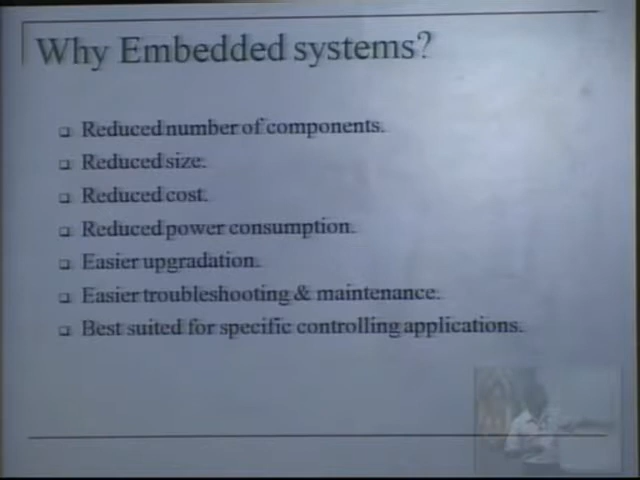 Why Embedded systems?
Reduced number of components.
Reduced size.
Reduced cost.
Reduced power consumption.
Easier upgradation.
Easier troubleshooting & maintenance.
Best suited for specific controlling applications.